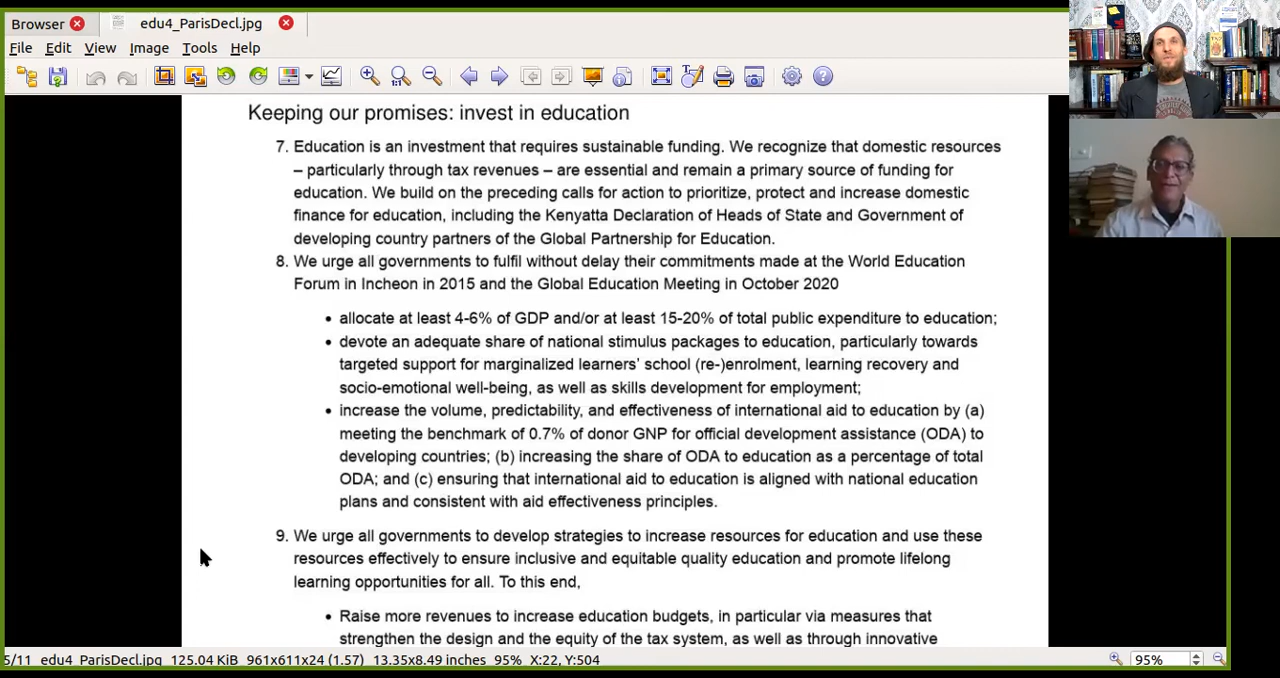 Browser
edu4_ParisDecl.jpg
File Edit View Image Tools Help
1:1
Keeping our promises: invest in education
7. Education is an investment that requires sustainable funding. We recognize that domestic resources
– particularly through tax revenues – are essential and remain a primary source of funding for
education. We build on the preceding calls for action to prioritize, protect and increase domestic
finance for education, including the Kenyatta Declaration of Heads of State and Government of
developing country partners of the Global Partnership for Education.
8. We urge all governments to fulfil without delay their commitments made at the World Education
Forum in Incheon in 2015 and the Global Education Meeting in October 2020
• allocate at least 4-6% of GDP and/or at least 15-20% of total public expenditure to education;
• devote an adequate share of national stimulus packages to education, particularly towards
targeted support for marginalized learners’ school (re-)enrolment, learning recovery and
socio-emotional well-being, as well as skills development for employment;
• increase the volume, predictability, and effectiveness of international aid to education by (a)
meeting the benchmark of 0.7% of donor GNP for official development assistance (ODA) to
developing countries; (b) increasing the share of ODA to education as a percentage of total
ODA; and (c) ensuring that international aid to education is aligned with national education
plans and consistent with aid effectiveness principles.
9. We urge all governments to develop strategies to increase resources for education and use these
resources effectively to ensure inclusive and equitable quality education and promote lifelong
learning opportunities for all. To this end,
• Raise more revenues to increase education budgets, in particular via measures that
strengthen the design and the equity of the tax system, as well as through innovative
5/11 edu4_ParisDecl.jpg 125.04 KiB 961x611x24 (1.57) 13.35x8.49 inches 95% X:22, Y:504
95%